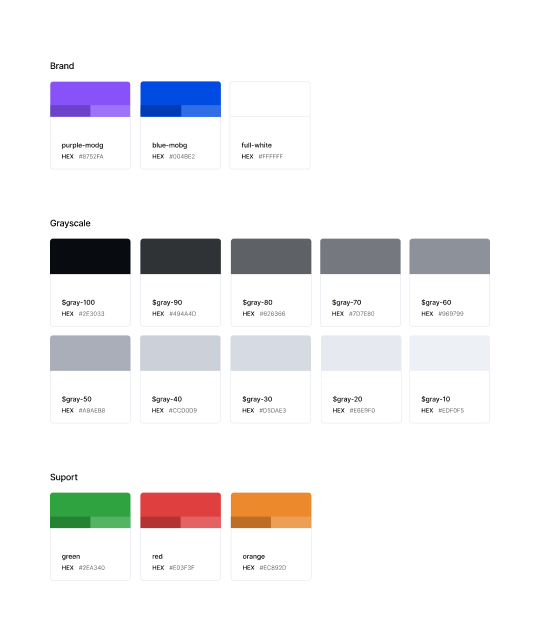 Brand
purple-modg
blue-mobg
full-white
HEX #8752FA
HEX #004BE2
HEX #FFFFFF
Grayscale
$gray-100
$gray-90
$gray-80
$gray-70
$gray-60
HEX #2E3033
HEX #494A4D
HEX #626366
HEX #7D7E80
HEX #969799
$gray-50
$gray-40
$gray-30
$gray-20
$gray-10
HEX #A9AEB8
HEX #CCD0D9
HEX #D5DAE3
HEX #E6E9F0
HEX #EDF0F5
Suport
green
red
orange
HEX #2EA340
HEX #E03F3F
HEX #EC892D